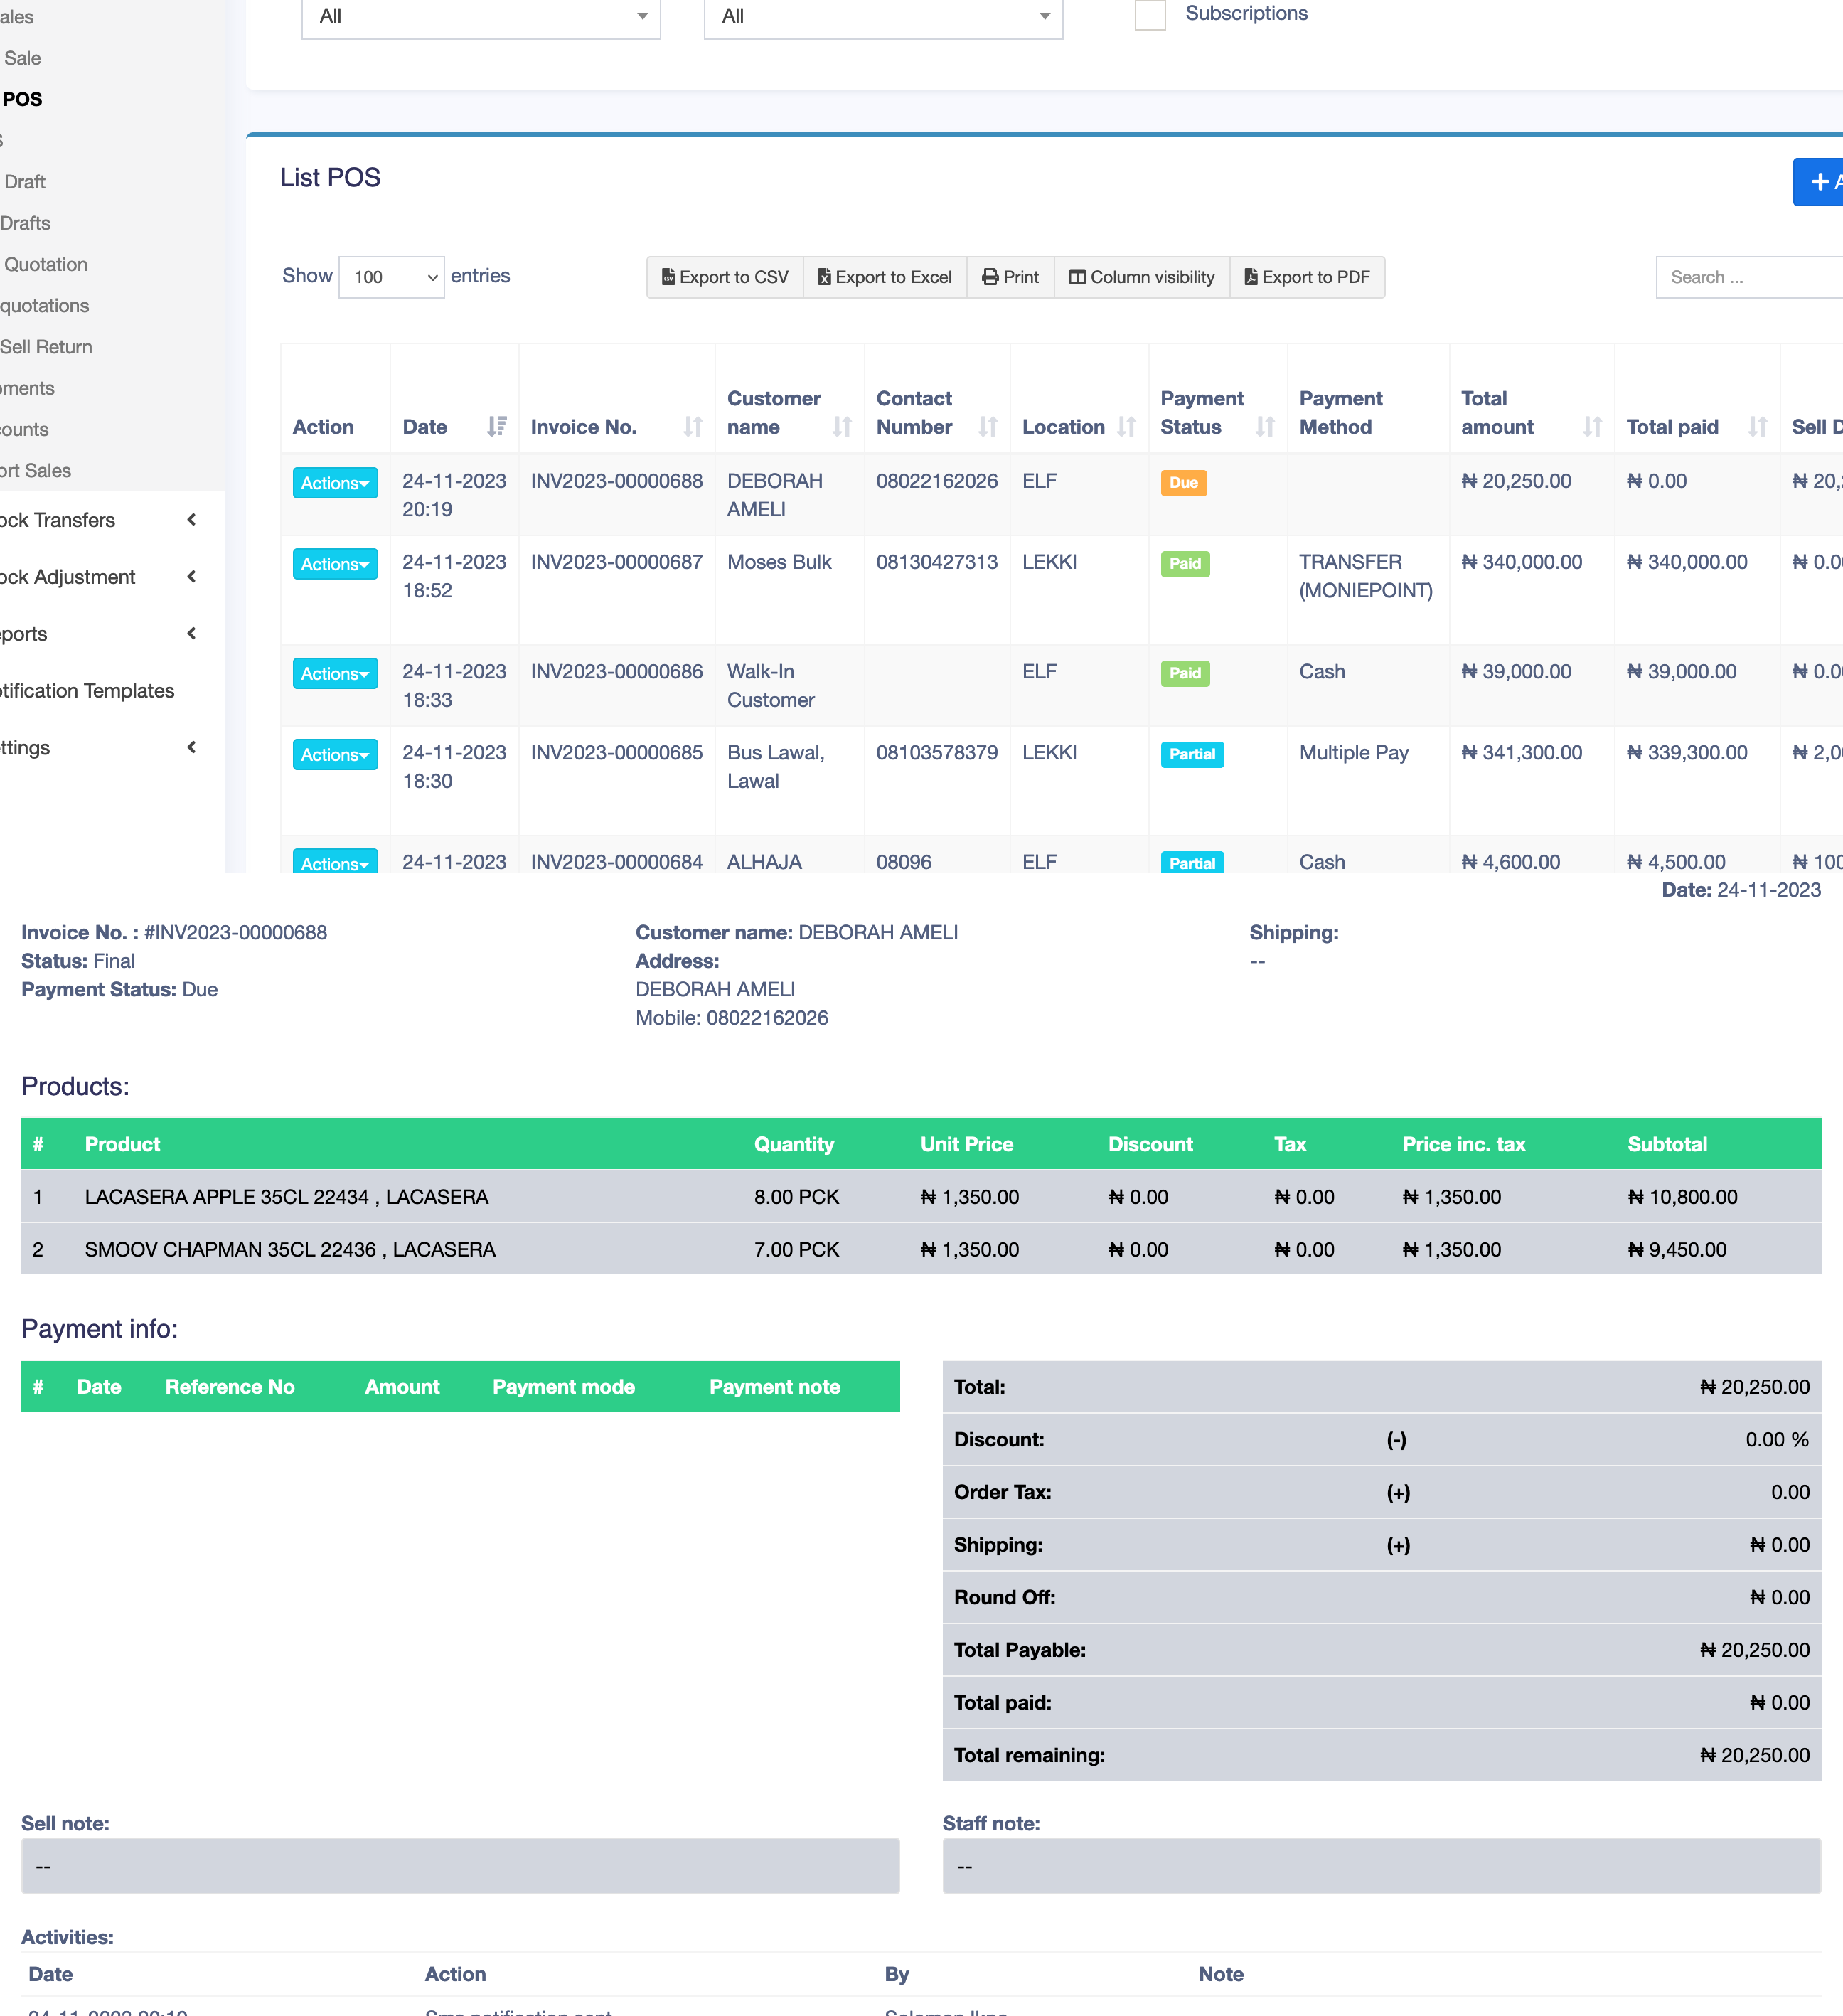 All
All
Subscriptions
ales
Sale
POS
Draft
Drafts
Quotation
quotations
Sell Return
ments
counts
ort Sales
ock Transfers
ock Adjustment
ports
otification Templates
ttings
List POS
Show 100 entries
Export to CSV Export to Excel Print Column visibility Export to PDF
Search ...
Action Date Invoice No. Customer name Contact Number Location Payment Status Payment Method Total amount Total paid Sell D
Actions 24-11-2023 20:19 INV2023-00000688 DEBORAH AMELI 08022162026 ELF Due ₦ 20,250.00 ₦ 0.00 ₦ 20,
Actions 24-11-2023 18:52 INV2023-00000687 Moses Bulk 08130427313 LEKKI Paid TRANSFER (MONIEPOINT) ₦ 340,000.00 ₦ 340,000.00 ₦ 0.0
Actions 24-11-2023 18:33 INV2023-00000686 Walk-In Customer ELF Paid Cash ₦ 39,000.00 ₦ 39,000.00 ₦ 0.0
Actions 24-11-2023 18:30 INV2023-00000685 Bus Lawal, Lawal 08103578379 LEKKI Partial Multiple Pay ₦ 341,300.00 ₦ 339,300.00 ₦ 2,0
Actions 24-11-2023 INV2023-00000684 ALHAJA 08096 ELF Partial Cash ₦ 4,600.00 ₦ 4,500.00 ₦ 100
Date: 24-11-2023
Invoice No. : #INV2023-00000688
Status: Final
Payment Status: Due
Customer name: DEBORAH AMELI
Address:
DEBORAH AMELI
Mobile: 08022162026
Shipping:
--
Products:
# Product Quantity Unit Price Discount Tax Price inc. tax Subtotal
1 LACASERA APPLE 35CL 22434 , LACASERA 8.00 PCK ₦ 1,350.00 ₦ 0.00 ₦ 0.00 ₦ 1,350.00 ₦ 10,800.00
2 SMOOV CHAPMAN 35CL 22436 , LACASERA 7.00 PCK ₦ 1,350.00 ₦ 0.00 ₦ 0.00 ₦ 1,350.00 ₦ 9,450.00
Payment info:
# Date Reference No Amount Payment mode Payment note
Total: ₦ 20,250.00
Discount: (-) 0.00 %
Order Tax: (+) 0.00
Shipping: (+) ₦ 0.00
Round Off: ₦ 0.00
Total Payable: ₦ 20,250.00
Total paid: ₦ 0.00
Total remaining: ₦ 20,250.00
Sell note:
--
Staff note:
--
Activities:
Date Action By Note